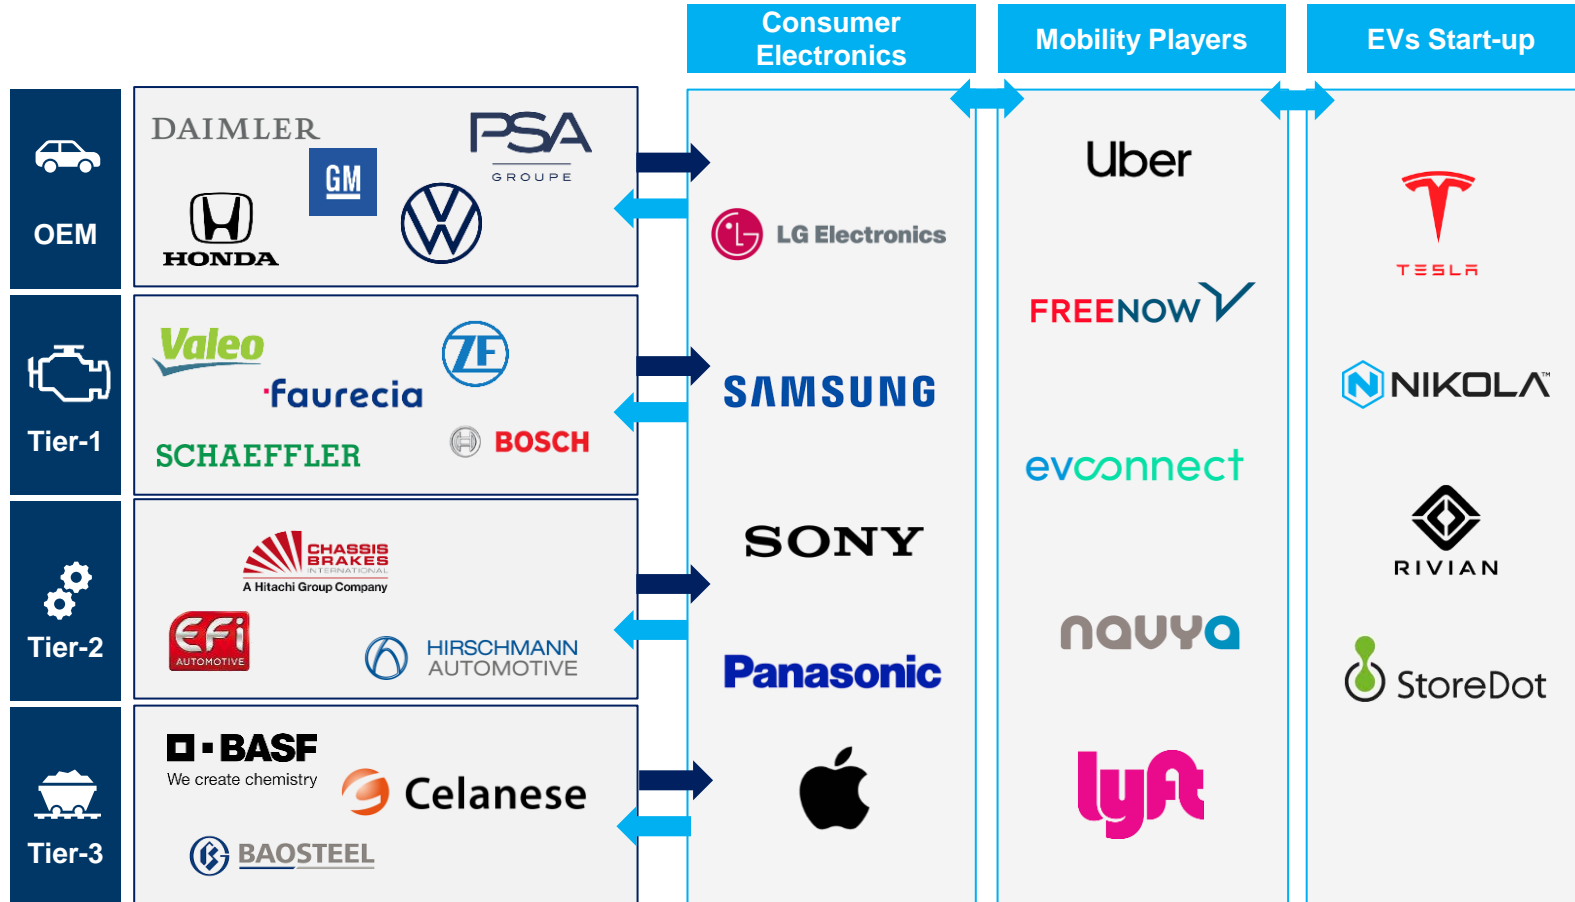 Consumer
Electronics
Mobility Players
EVs Start-up
OEM
DAIMLER
PSA
GROUPE
GM
HONDA
VW
Tier-1
Valeo
ZF
faurecia
SCHAEFFLER
BOSCH
Tier-2
CHASSIS
BRAKES
INTERNATIONAL
A Hitachi Group Company
EFi
AUTOMOTIVE
HIRSCHMANN
AUTOMOTIVE
Tier-3
BASF
We create chemistry
Celanese
BAOSTEEL
LG Electronics
SAMSUNG
SONY
Panasonic
Uber
FREENOW
evconnect
navya
lyft
TESLA
NIKOLA™
RIVIAN
StoreDot